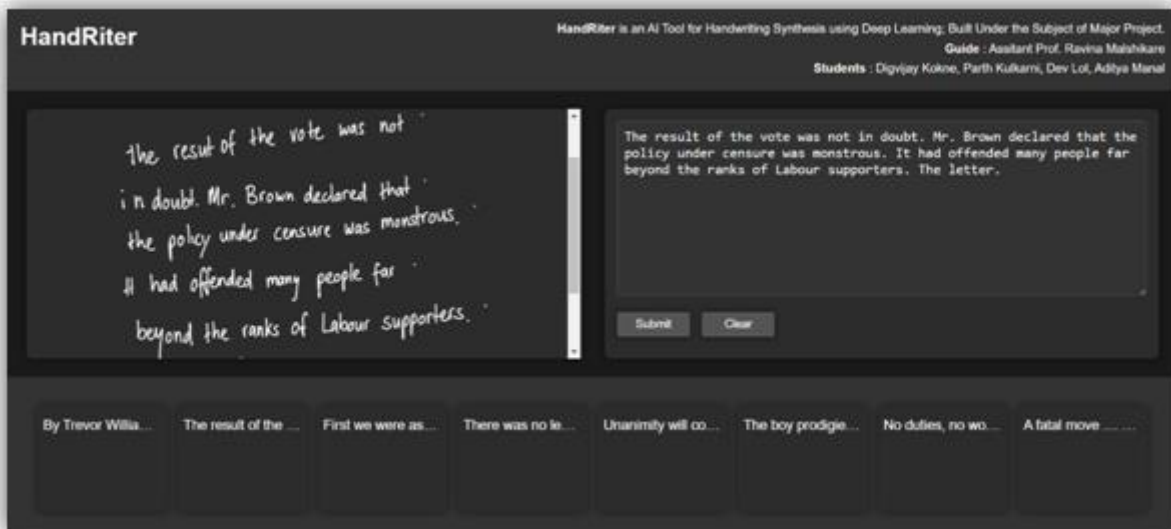 HandRiter
HandRiter is an AI Tool for Handwriting Synthesis using Deep Learning; Built Under the Subject of Major Project.
Guide : Assitant Prof. Ravina Malshikare
Students : Digvijay Kokne, Parth Kulkarni, Dev Lol, Aditya Manal
the resut of the vote was not
in doubt. Mr. Brown declared that
the policy under censure was monstrous.
It had offended many people far
beyond the ranks of Labour supporters.
The result of the vote was not in doubt. Mr. Brown declared that the
policy under censure was monstrous. It had offended many people far
beyond the ranks of Labour supporters. The letter.
Submit Clear
By Trevor Willia... The result of the ... First we were as... There was no le... Unanimity will co... The boy prodigie... No duties, no wo... A fatal move .... ...